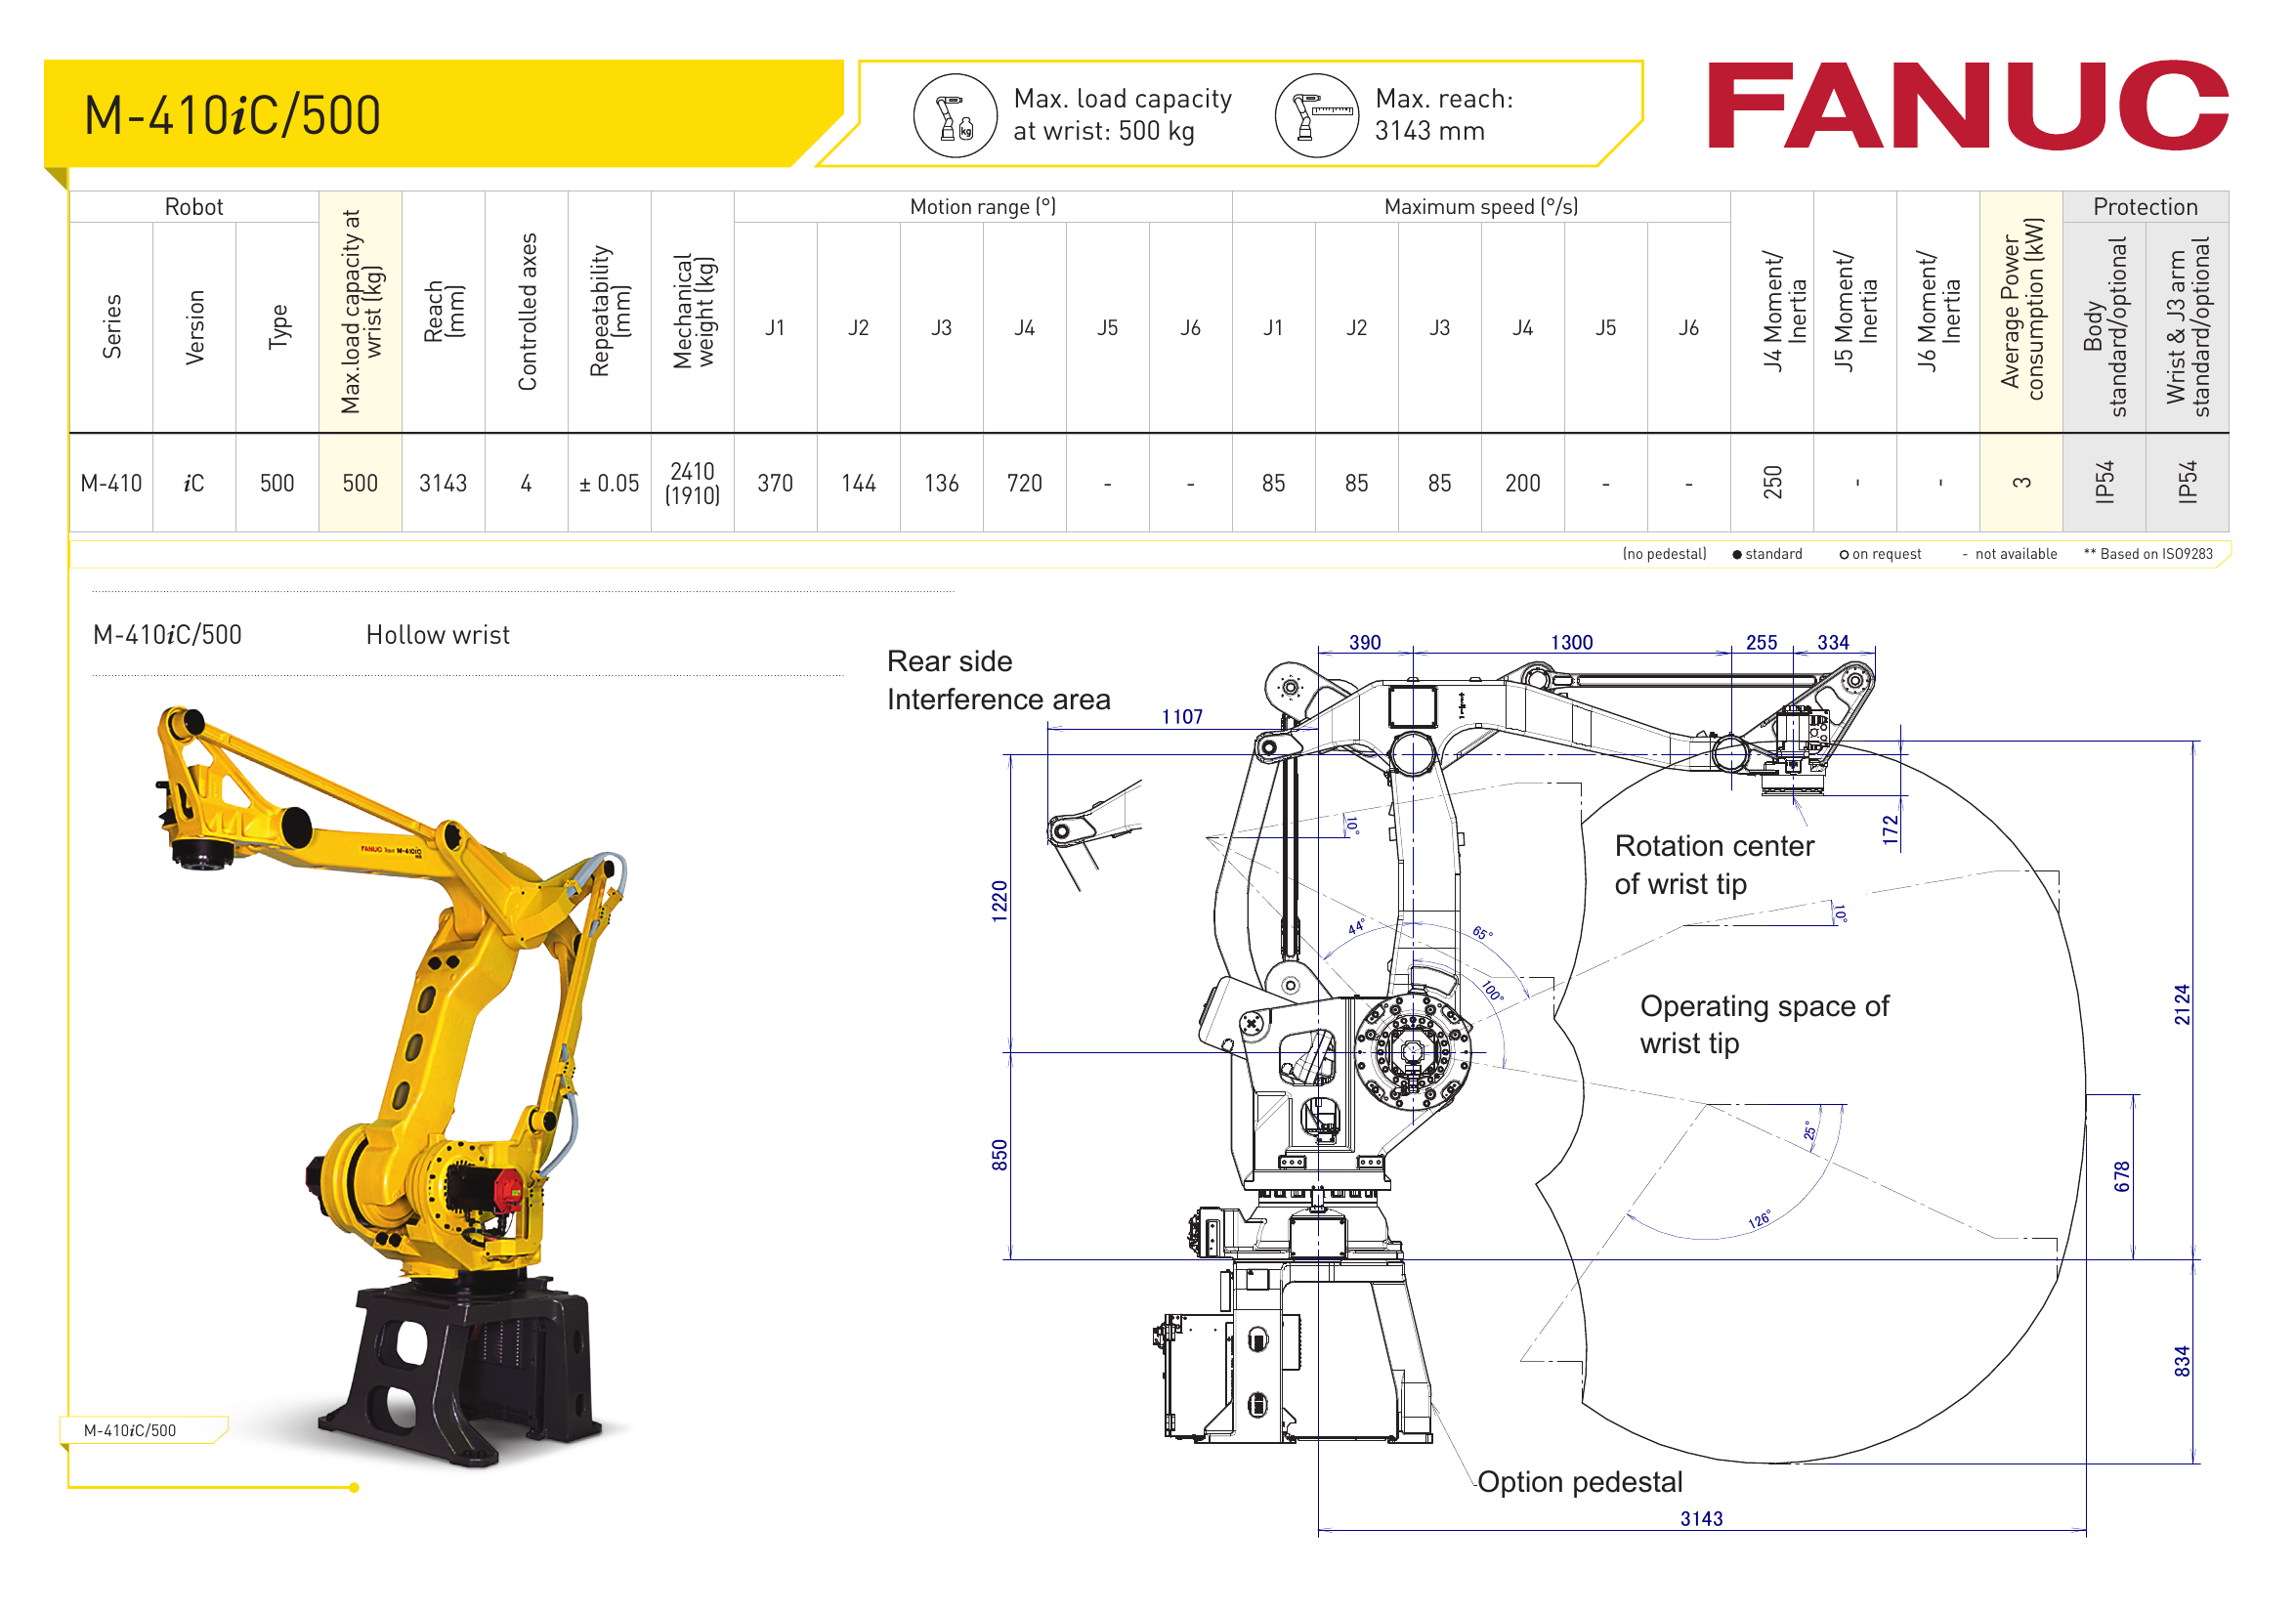 M-410iC/500
Max. load capacity
at wrist: 500 kg
Max. reach:
3143 mm
FANUC
Robot
Series
Version
Type
Max.load capacity at
wrist (kg)
Reach
(mm)
Controlled axes
Repeatability
(mm)
Mechanical
weight (kg)
Motion range (°)
J1 J2 J3 J4 J5 J6
Maximum speed (°/s)
J1 J2 J3 J4 J5 J6
J4 Moment/
Inertia
J5 Moment/
Inertia
J6 Moment/
Inertia
Average Power
consumption (kW)
Protection
Body
standard/optional
Wrist & J3 arm
standard/optional
M-410 iC 500 500 3143 4 ± 0.05 2410 (1910) 370 144 136 720 - - 85 85 85 200 - - 250 - - 3 IP54 IP54
(no pedestal) ● standard ○ on request - not available ** Based on ISO9283
M-410iC/500 Hollow wrist
Rear side
Interference area
390 1300 255 334
1107
10°
172
Rotation center
of wrist tip
1220
44°
65°
100°
10°
Operating space of
wrist tip
2124
850
25°
126°
678
834
Option pedestal
3143
FANUC Robot M-410iC
M-410iC/500